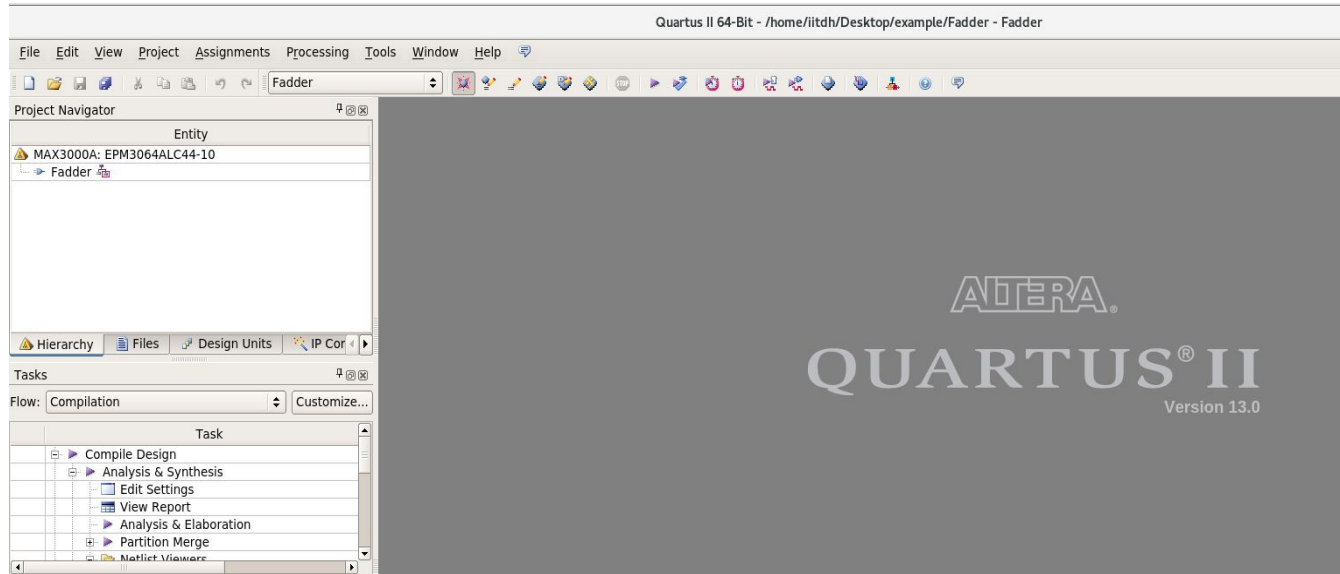 Quartus II 64-Bit - /home/iitdh/Desktop/example/Fadder - Fadder
File Edit View Project Assignments Processing Tools Window Help
Fadder
Project Navigator
Entity
MAX3000A: EPM3064ALC44-10
Fadder
Hierarchy Files Design Units IP Cor
Tasks
Flow: Compilation Customize...
Task
Compile Design
Analysis & Synthesis
Edit Settings
View Report
Analysis & Elaboration
Partition Merge
Netlist Viewers
ALTERA®
QUARTUS® II
Version 13.0